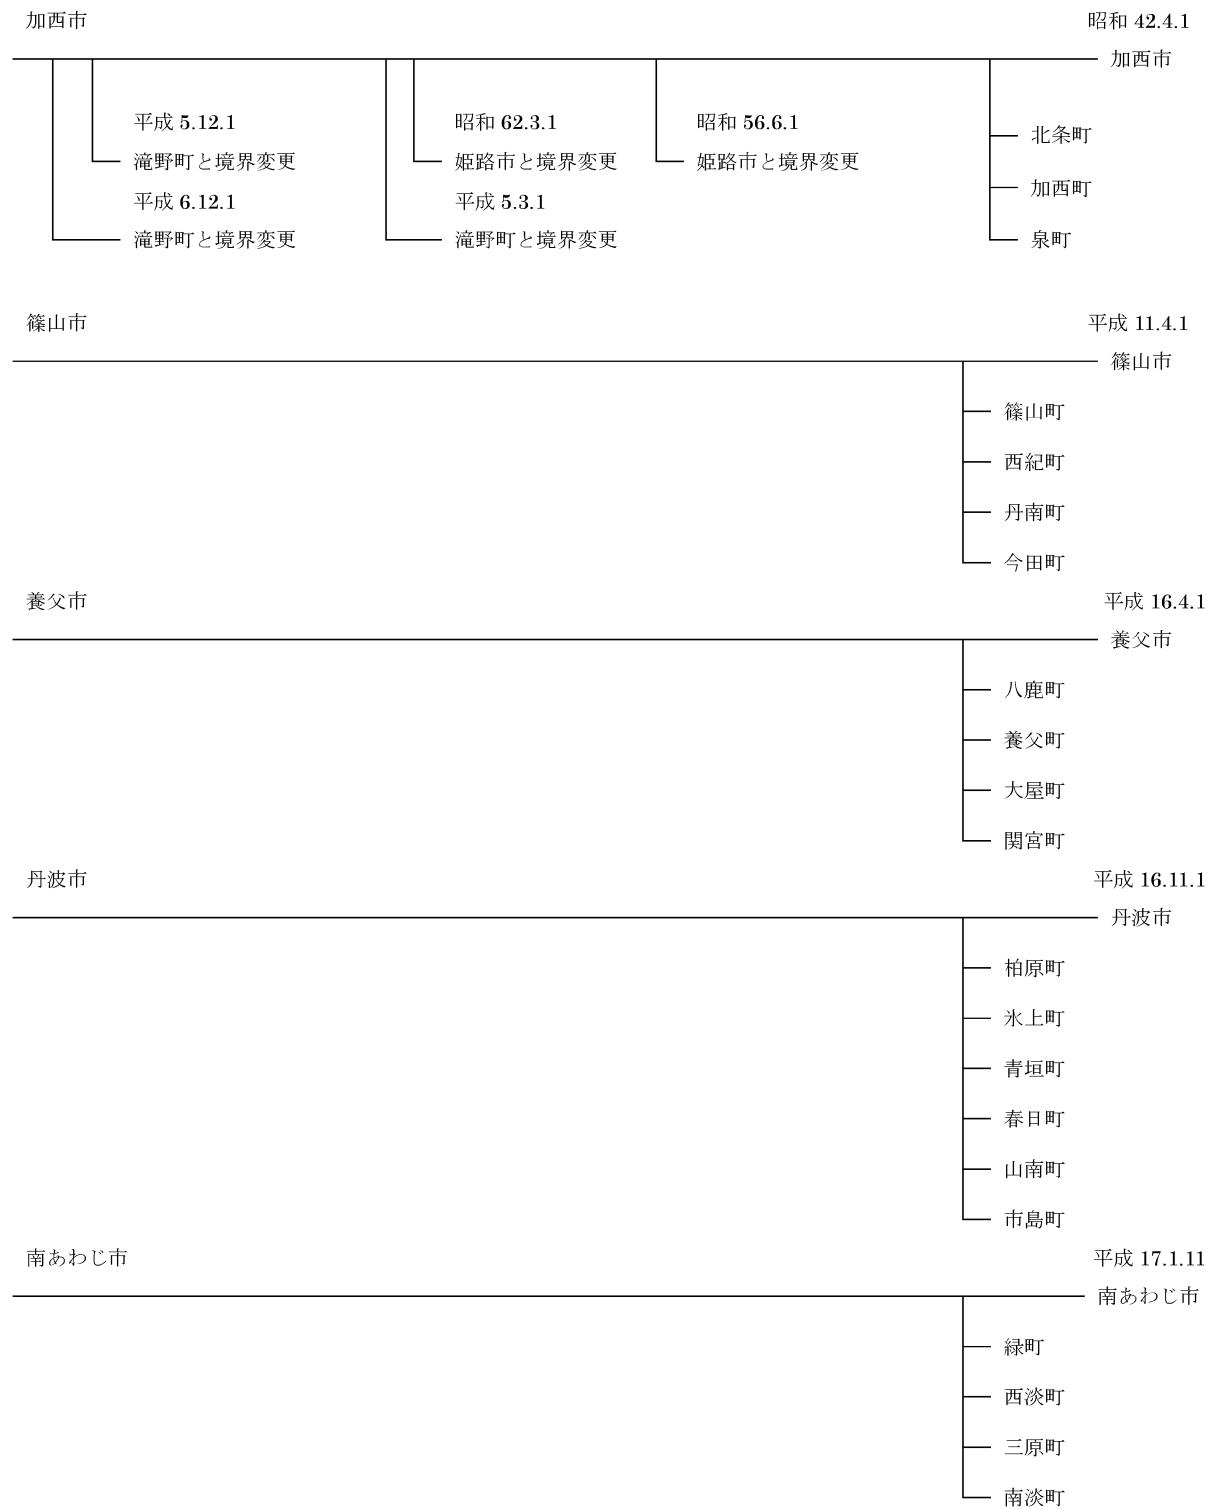 加西市
昭和 42.4.1
加西市
平成 5.12.1
昭和 62.3.1
昭和 56.6.1
北条町
滝野町と境界変更
姫路市と境界変更
姫路市と境界変更
加西町
平成 6.12.1
平成 5.3.1
滝野町と境界変更
滝野町と境界変更
泉町
篠山市
平成 11.4.1
篠山市
篠山町
西紀町
丹南町
今田町
養父市
平成 16.4.1
養父市
八鹿町
養父町
大屋町
関宮町
丹波市
平成 16.11.1
丹波市
柏原町
氷上町
青垣町
春日町
山南町
市島町
南あわじ市
平成 17.1.11
南あわじ市
緑町
西淡町
三原町
南淡町